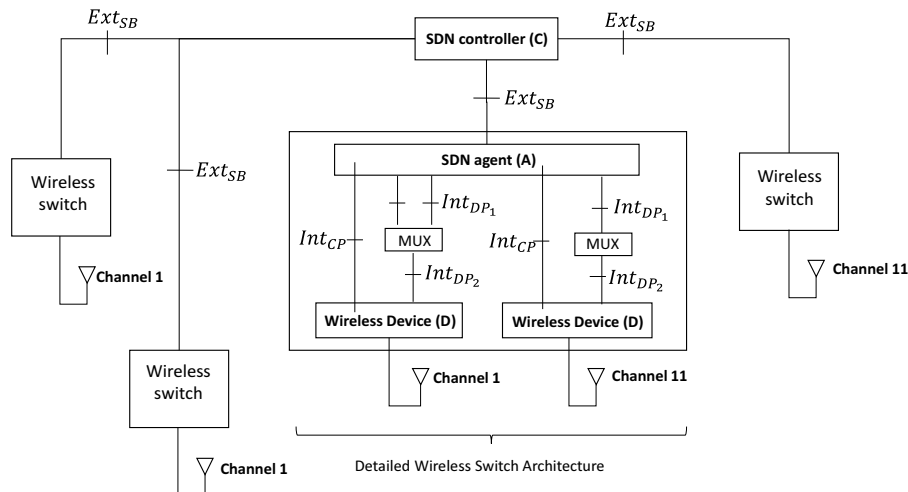 Ext_SB
SDN controller (C)
Ext_SB
Ext_SB
SDN agent (A)
Wireless switch
Ext_SB
Wireless switch
Int_DP1
Int_DP1
Int_CP
MUX
Int_CP
MUX
Channel 1
Int_DP2
Int_DP2
Channel 11
Wireless Device (D)
Wireless Device (D)
Wireless switch
Channel 1
Channel 11
Detailed Wireless Switch Architecture
Channel 1